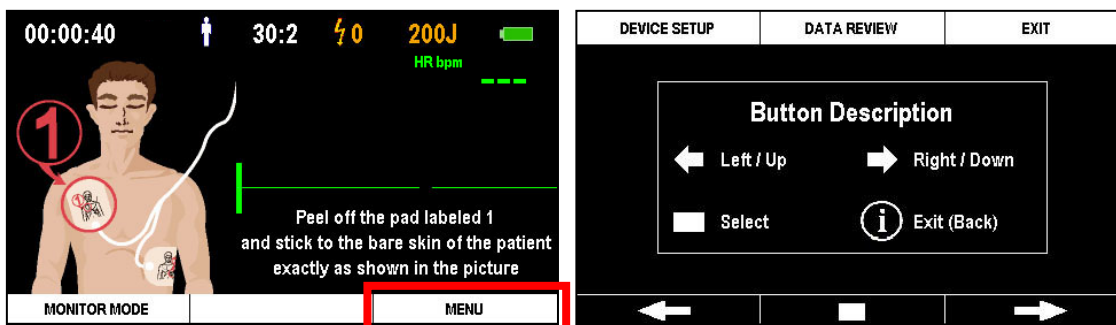 00:00:40 30:2 0 200J
HR bpm
---
1
Peel off the pad labeled 1
and stick to the bare skin of the patient
exactly as shown in the picture
MONITOR MODE MENU
DEVICE SETUP DATA REVIEW EXIT
Button Description
Left / Up Right / Down
Select i Exit (Back)